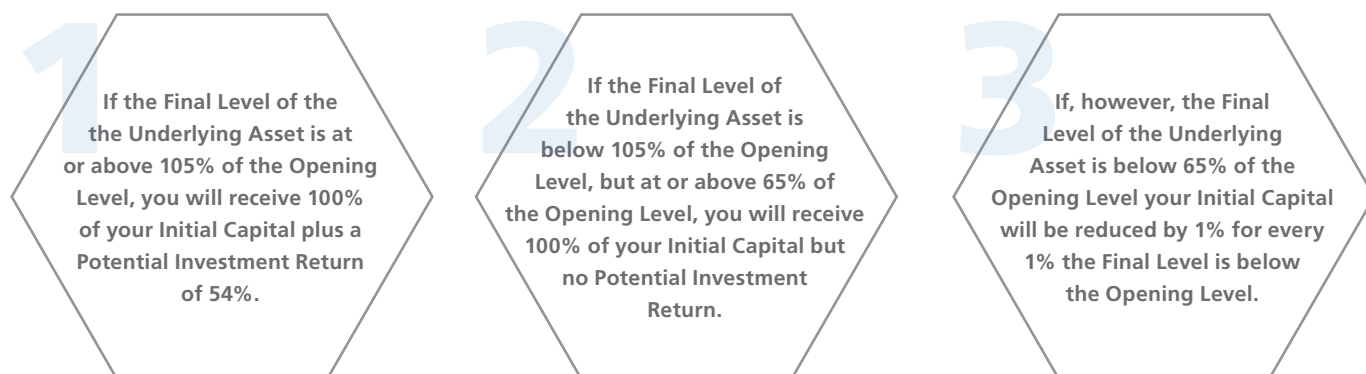 1
If the Final Level of the
the Underlying Asset is at
or above 105% of the Opening
Level, you will receive 100%
of your Initial Capital plus a
Potential Investment Return
of 54%.
2
If the Final Level of
the Underlying Asset is
below 105% of the Opening
Level, but at or above 65% of
the Opening Level, you will receive
100% of your Initial Capital but
no Potential Investment
Return.
3
If, however, the Final
Level of the Underlying
Asset is below 65% of the
Opening Level your Initial Capital
will be reduced by 1% for every
1% the Final Level is below
the Opening Level.